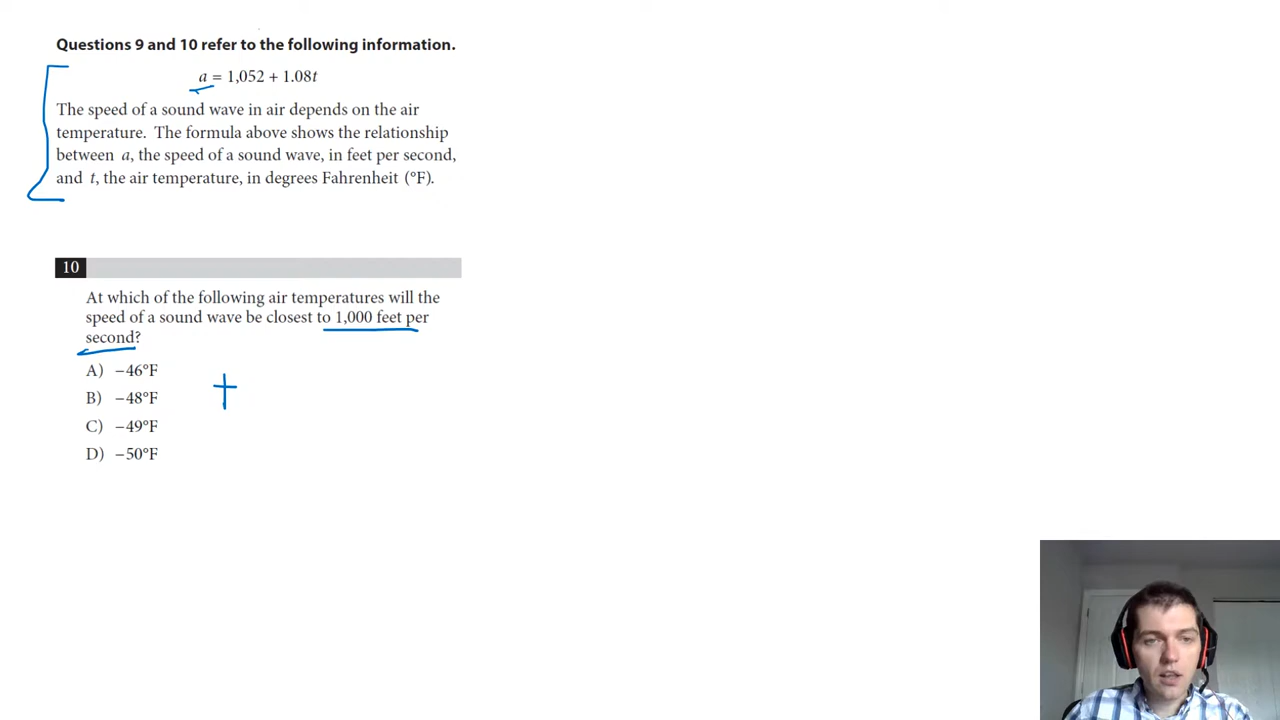 Questions 9 and 10 refer to the following information.
a = 1,052 + 1.08t
The speed of a sound wave in air depends on the air
temperature. The formula above shows the relationship
between a, the speed of a sound wave, in feet per second,
and t, the air temperature, in degrees Fahrenheit (°F).
10
At which of the following air temperatures will the
speed of a sound wave be closest to 1,000 feet per
second?
A) −46°F
B) −48°F
C) −49°F
D) −50°F